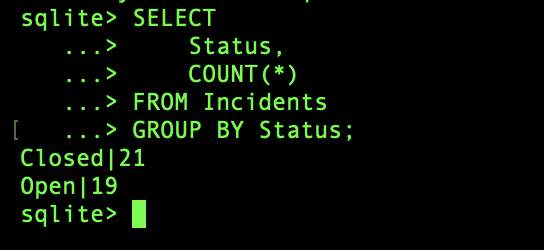 sqlite> SELECT
...> Status,
...> COUNT(*)
...> FROM Incidents
[ ...> GROUP BY Status;
Closed|21
Open|19
sqlite>